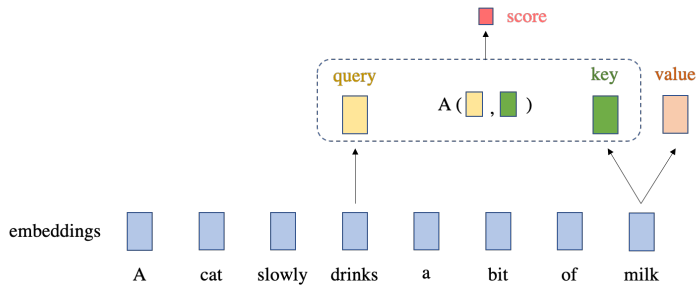 score
query key value
A ( , )
embeddings
A cat slowly drinks a bit of milk